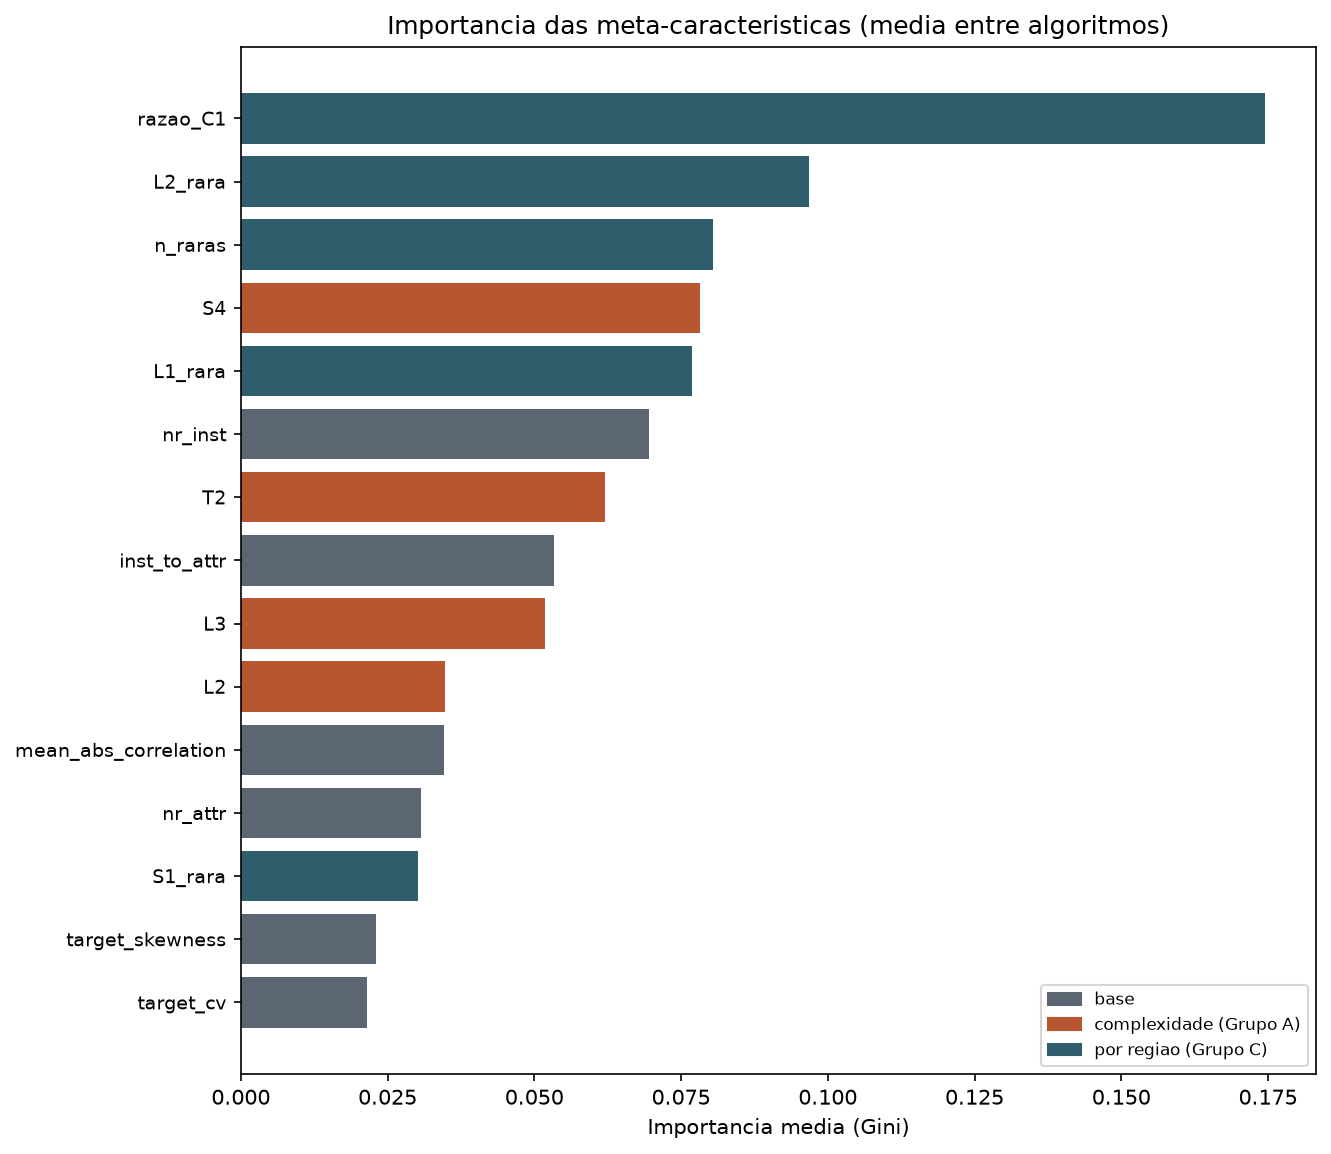 Importancia das meta-caracteristicas (media entre algoritmos)
razao_C1
L2_rara
n_raras
S4
L1_rara
nr_inst
T2
inst_to_attr
L3
L2
mean_abs_correlation
nr_attr
S1_rara
target_skewness
target_cv
base
complexidade (Grupo A)
por regiao (Grupo C)
0.000 0.025 0.050 0.075 0.100 0.125 0.150 0.175
Importancia media (Gini)